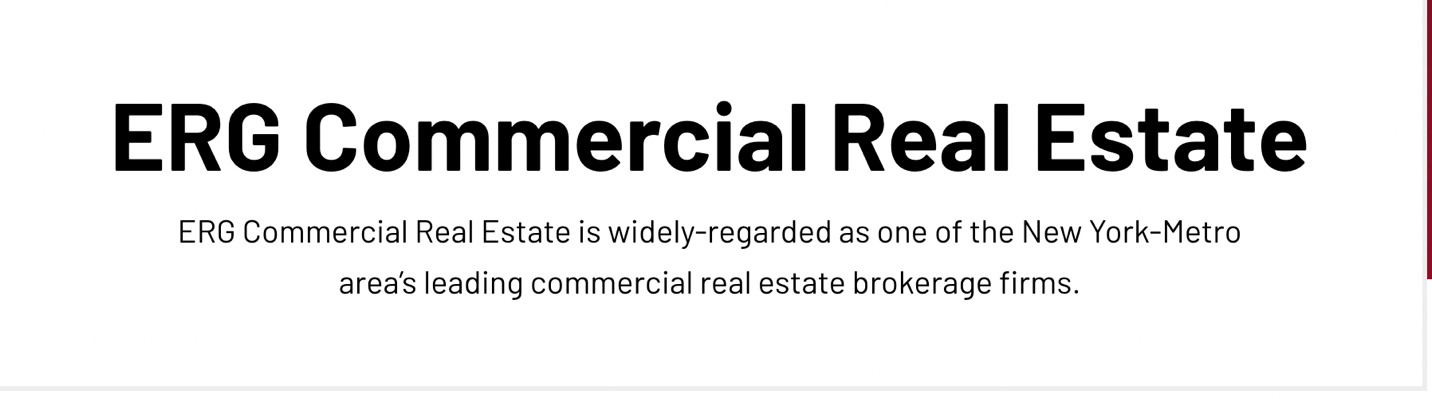 ERG Commercial Real Estate
ERG Commercial Real Estate is widely-regarded as one of the New York-Metro
area’s leading commercial real estate brokerage firms.